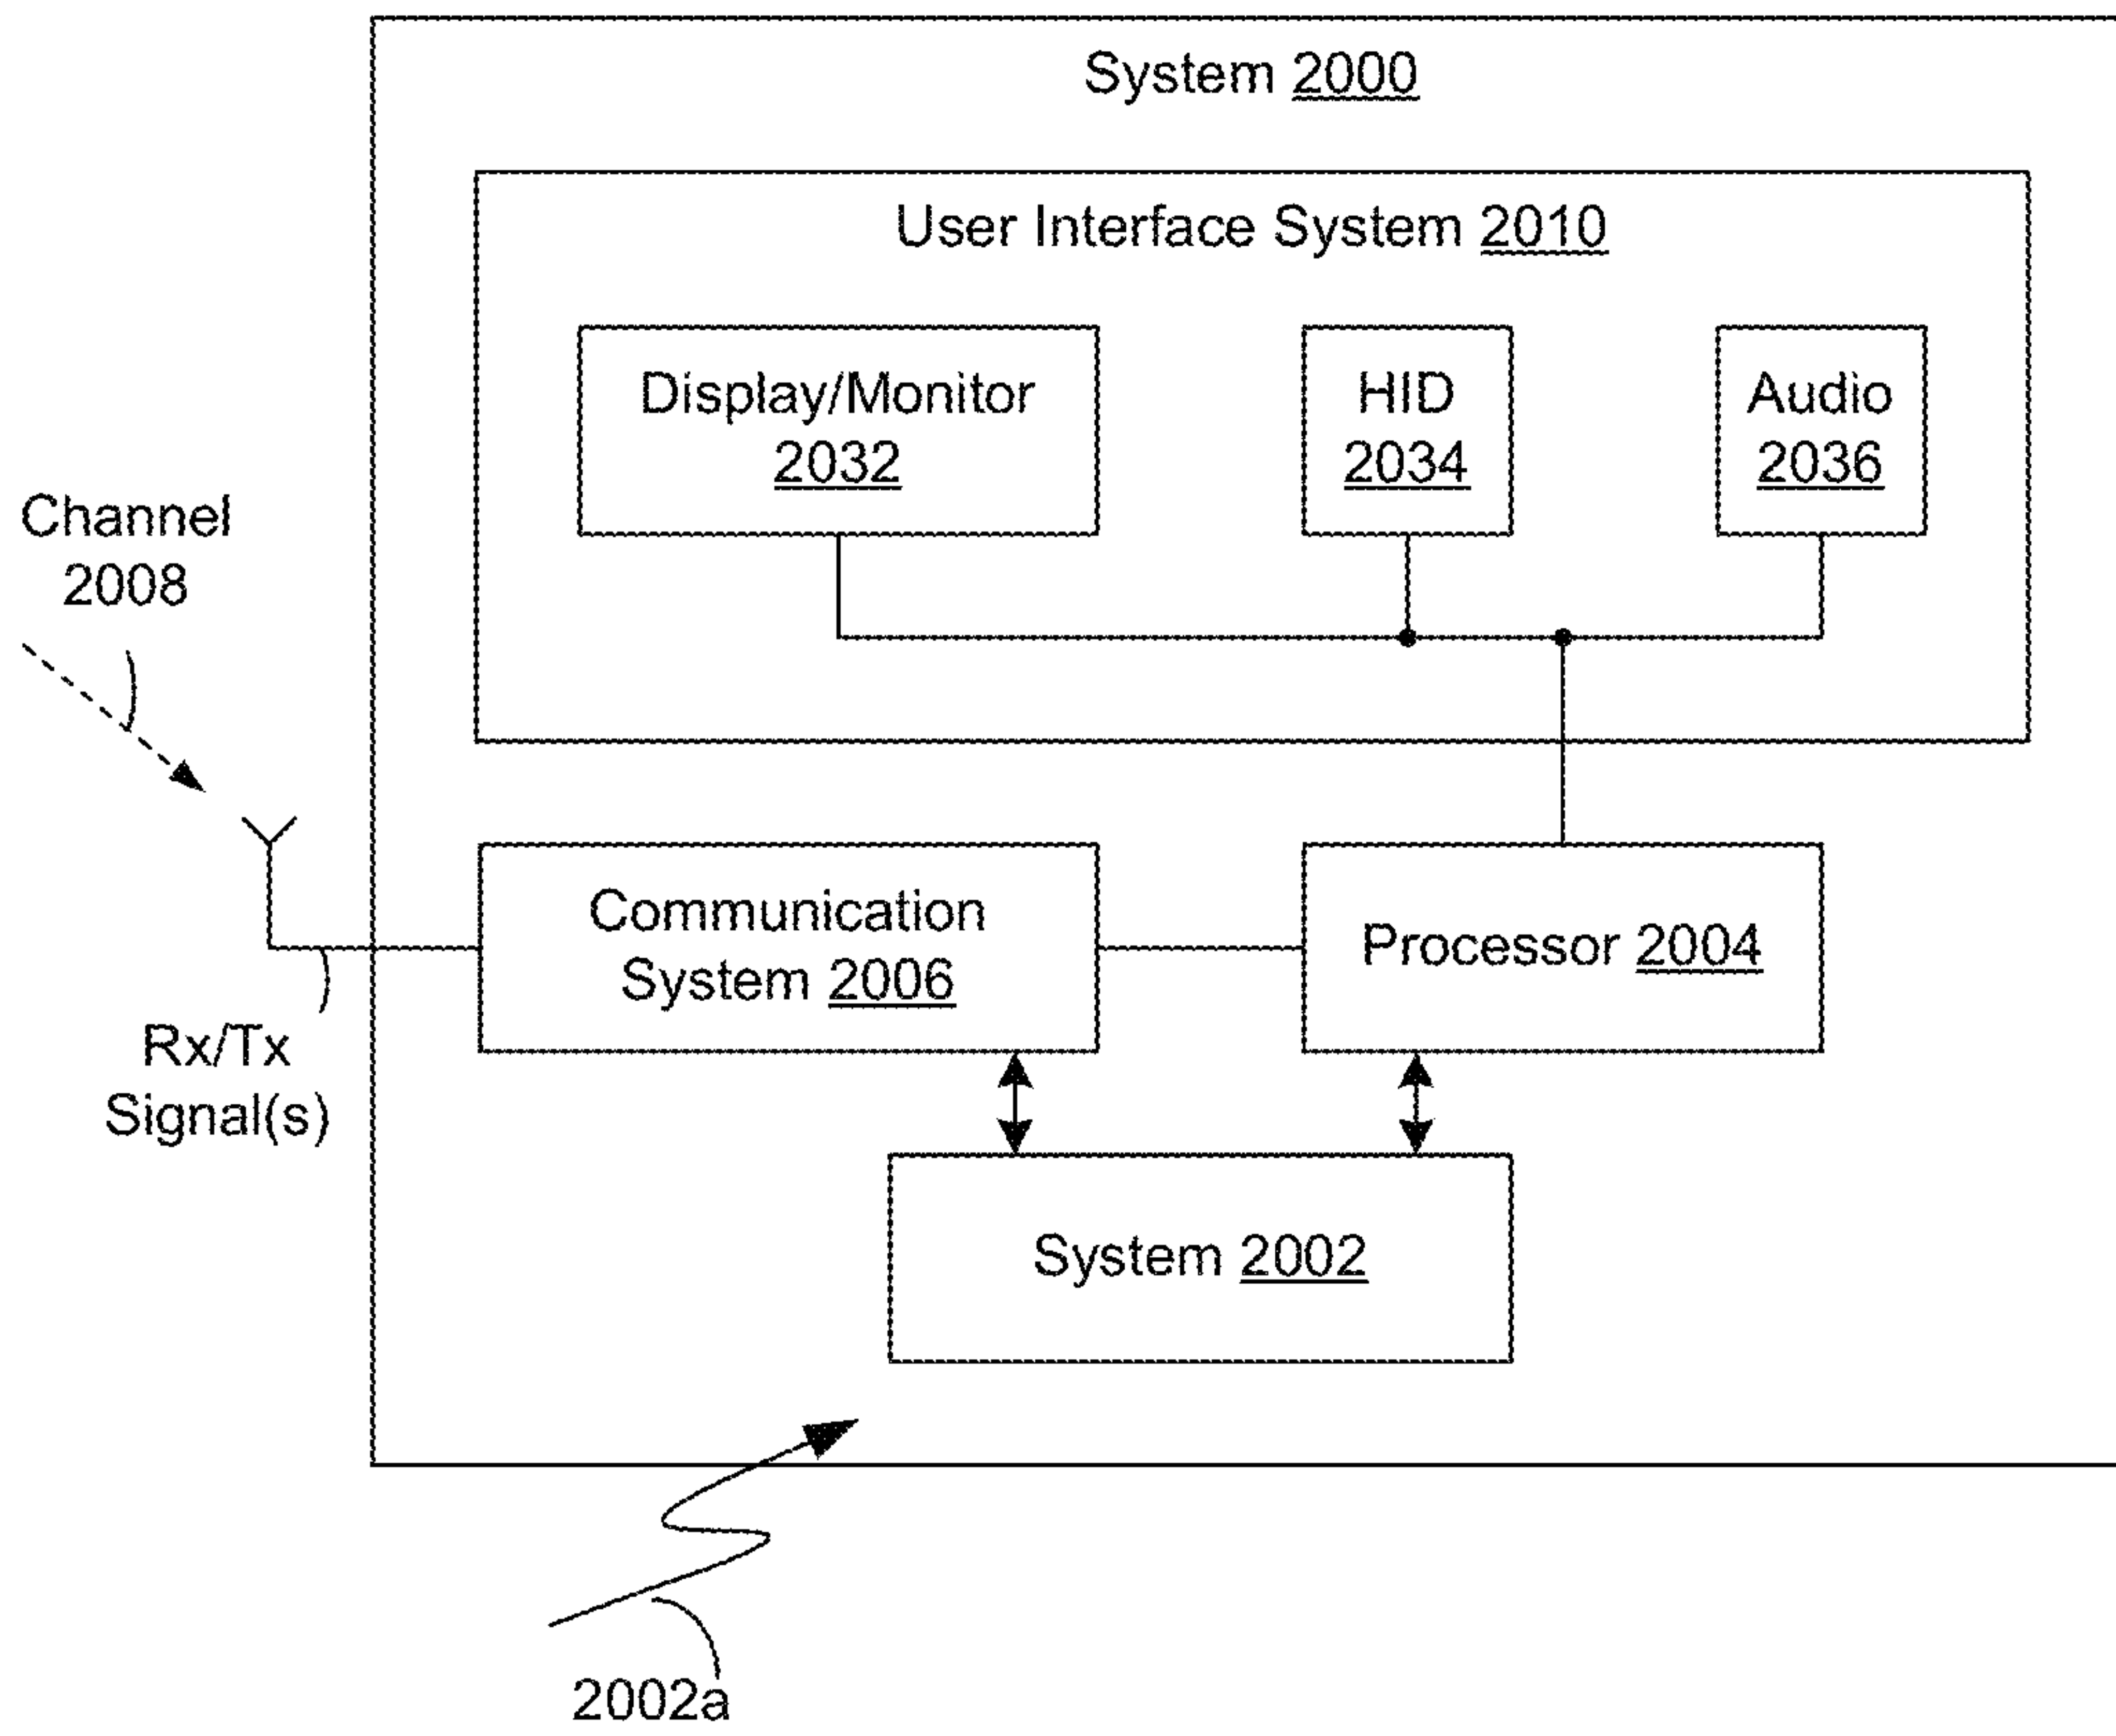 System 2000
User Interface System 2010
Display/Monitor
2032
HID
2034
Audio
2036
Channel
2008
Communication
System 2006
Processor 2004
Rx/Tx
Signal(s)
System 2002
2002a